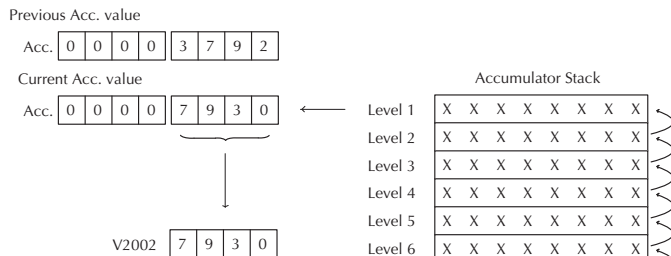 Previous Acc. value
Acc. 0 0 0 0 3 7 9 2
Current Acc. value
Acc. 0 0 0 0 7 9 3 0
V2002 7 9 3 0
Accumulator Stack
Level 1 X X X X X X X X
Level 2 X X X X X X X X
Level 3 X X X X X X X X
Level 4 X X X X X X X X
Level 5 X X X X X X X X
Level 6 X X X X X X X X